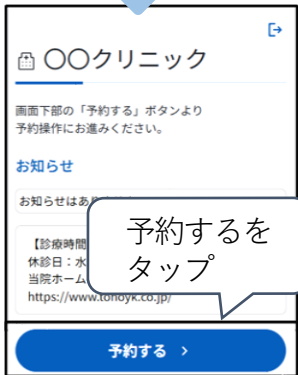 〇〇クリニック
画面下部の「予約する」ボタンより
予約操作にお進みください。
お知らせ
お知らせはあ
予約するを
タップ
【診療時間
休診日：水
当院ホーム
https://www.tohoyk.co.jp/
予約する